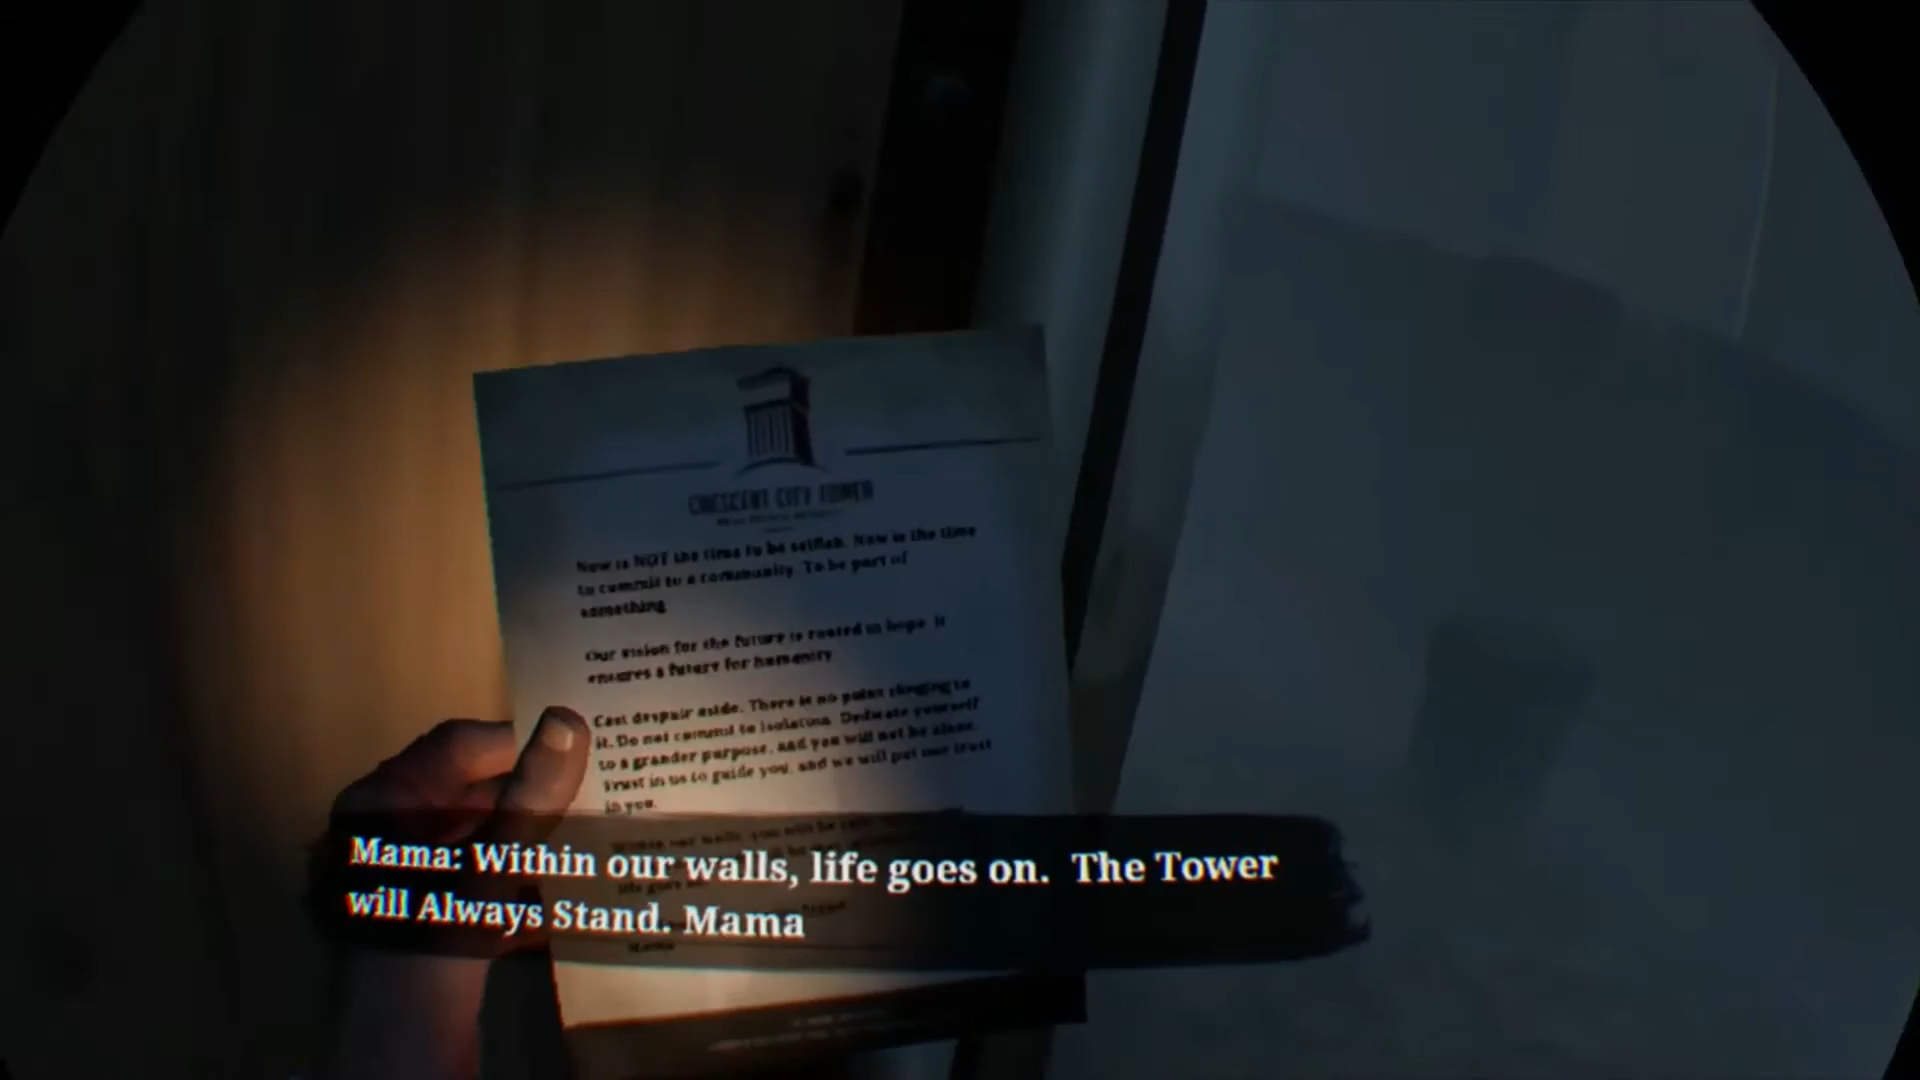 CRESCENT CITY TOWER
Now is NOT the time to be selfish. Now is the time
to commit to a community. To be part of
something
Our vision for the future is rooted in hope. It
ensures a future for humanity
Cast despair aside. There is no point clinging to
it. Do not commit to isolation. Dedicate yourself
to a grander purpose, and you will not be alone.
Trust in us to guide you, and we will put our trust
in you.
Mama: Within our walls, life goes on. The Tower
will Always Stand. Mama